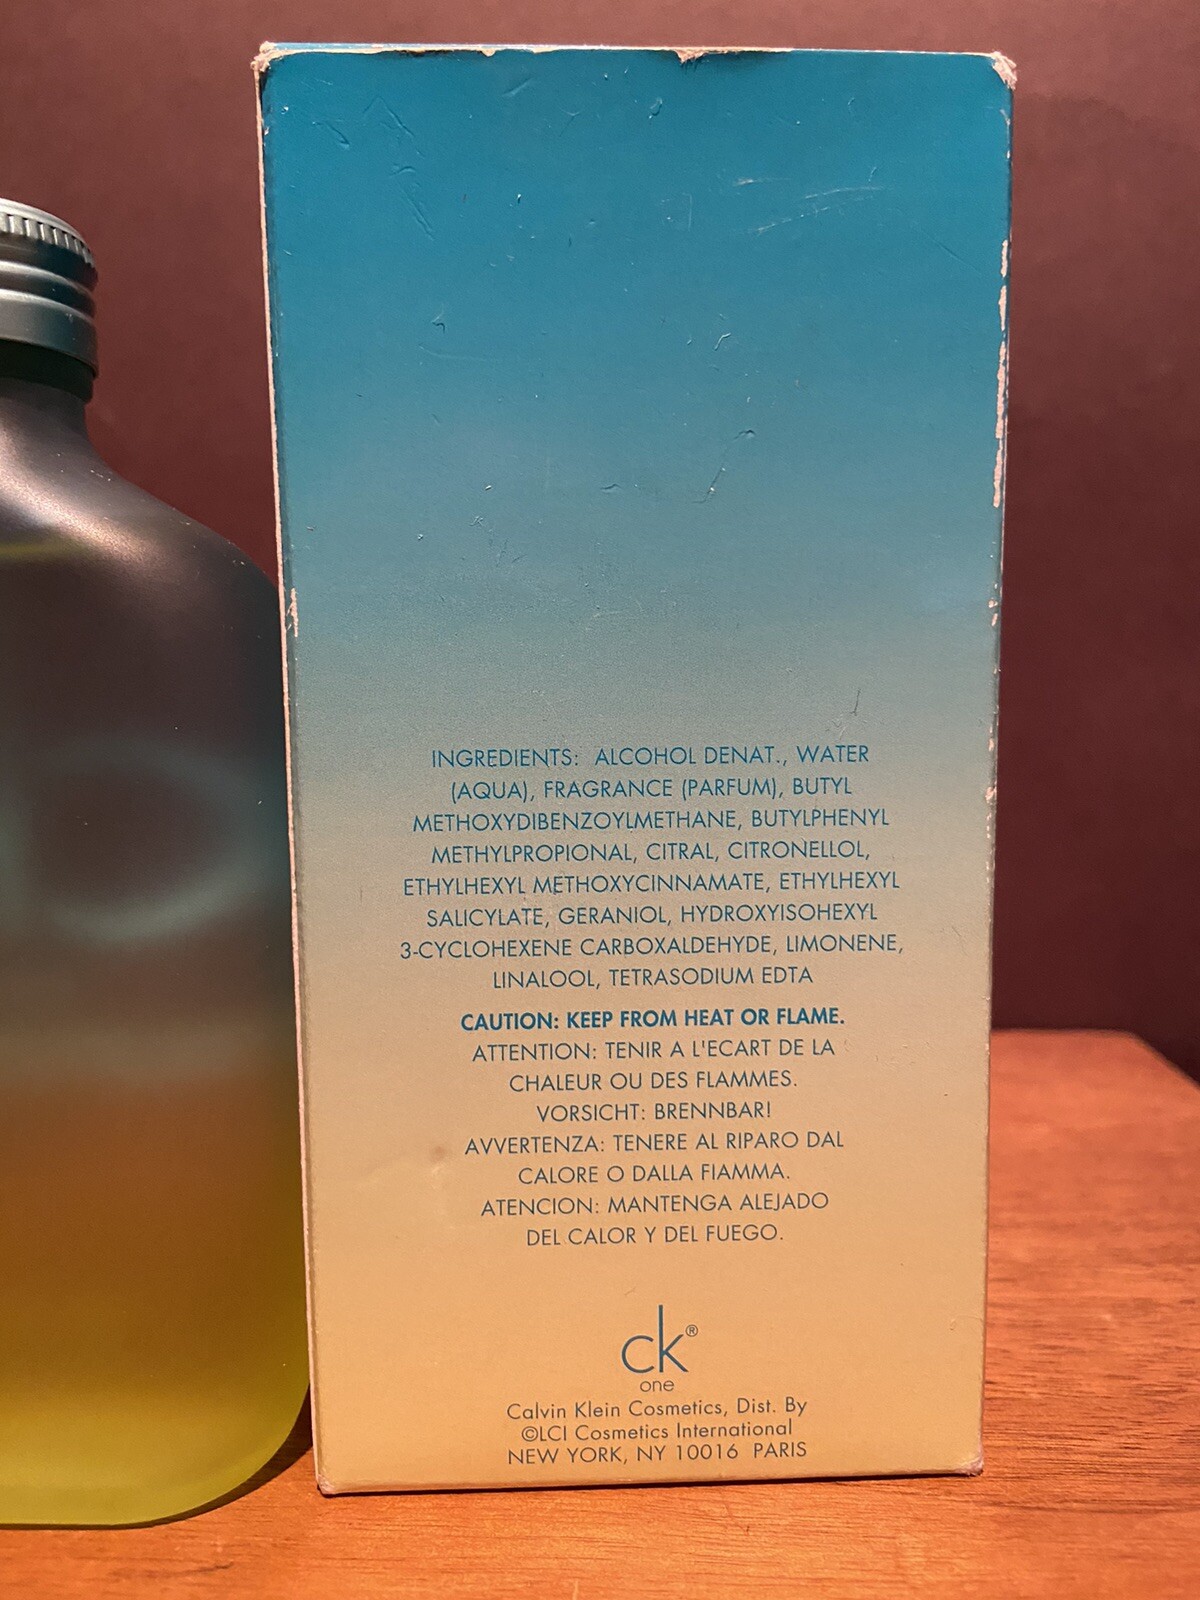 INGREDIENTS: ALCOHOL DENAT., WATER
(AQUA), FRAGRANCE (PARFUM), BUTYL
METHOXYDIBENZOYLMETHANE, BUTYLPHENYL
METHYLPROPIONAL, CITRAL, CITRONELLOL,
ETHYLHEXYL METHOXYCINNAMATE, ETHYLHEXYL
SALICYLATE, GERANIOL, HYDROXYISOHEXYL
3-CYCLOHEXENE CARBOXALDEHYDE, LIMONENE,
LINALOOL, TETRASODIUM EDTA
CAUTION: KEEP FROM HEAT OR FLAME.
ATTENTION: TENIR A L'ECART DE LA
CHALEUR OU DES FLAMMES.
VORSICHT: BRENNBAR!
AVVERTENZA: TENERE AL RIPARO DAL
CALORE O DALLA FIAMMA.
ATENCION: MANTENGA ALEJADO
DEL CALOR Y DEL FUEGO.
ck®
one
Calvin Klein Cosmetics, Dist. By
©LCI Cosmetics International
NEW YORK, NY 10016 PARIS